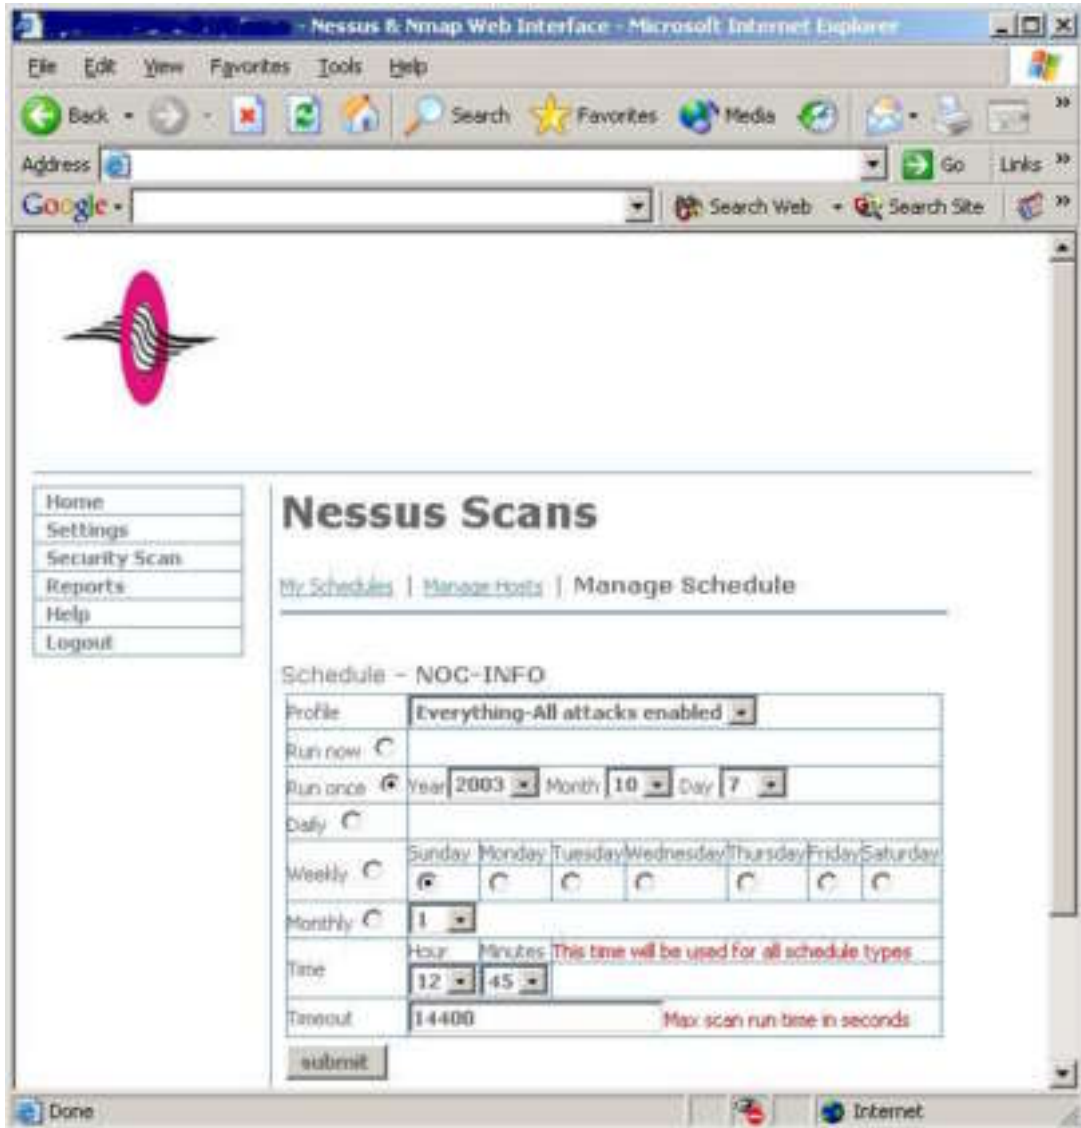 - Nessus & Nmap Web Interface - Microsoft Internet Explorer
File Edit View Favorites Tools Help
Back Search Favorites Media
Address Go Links
Google Search Web Search Site
Home
Settings
Security Scan
Reports
Help
Logout
Nessus Scans
My Schedules | Manage Hosts | Manage Schedule
Schedule - NOC-INFO
Profile Everything-All attacks enabled
Run now
Run once Year 2003 Month 10 Day 7
Daily
Weekly Sunday Monday Tuesday Wednesday Thursday Friday Saturday
Monthly 1
Time Hour Minutes This time will be used for all schedule types
12 45
Timeout 14400 Max scan run time in seconds
submit
Done Internet